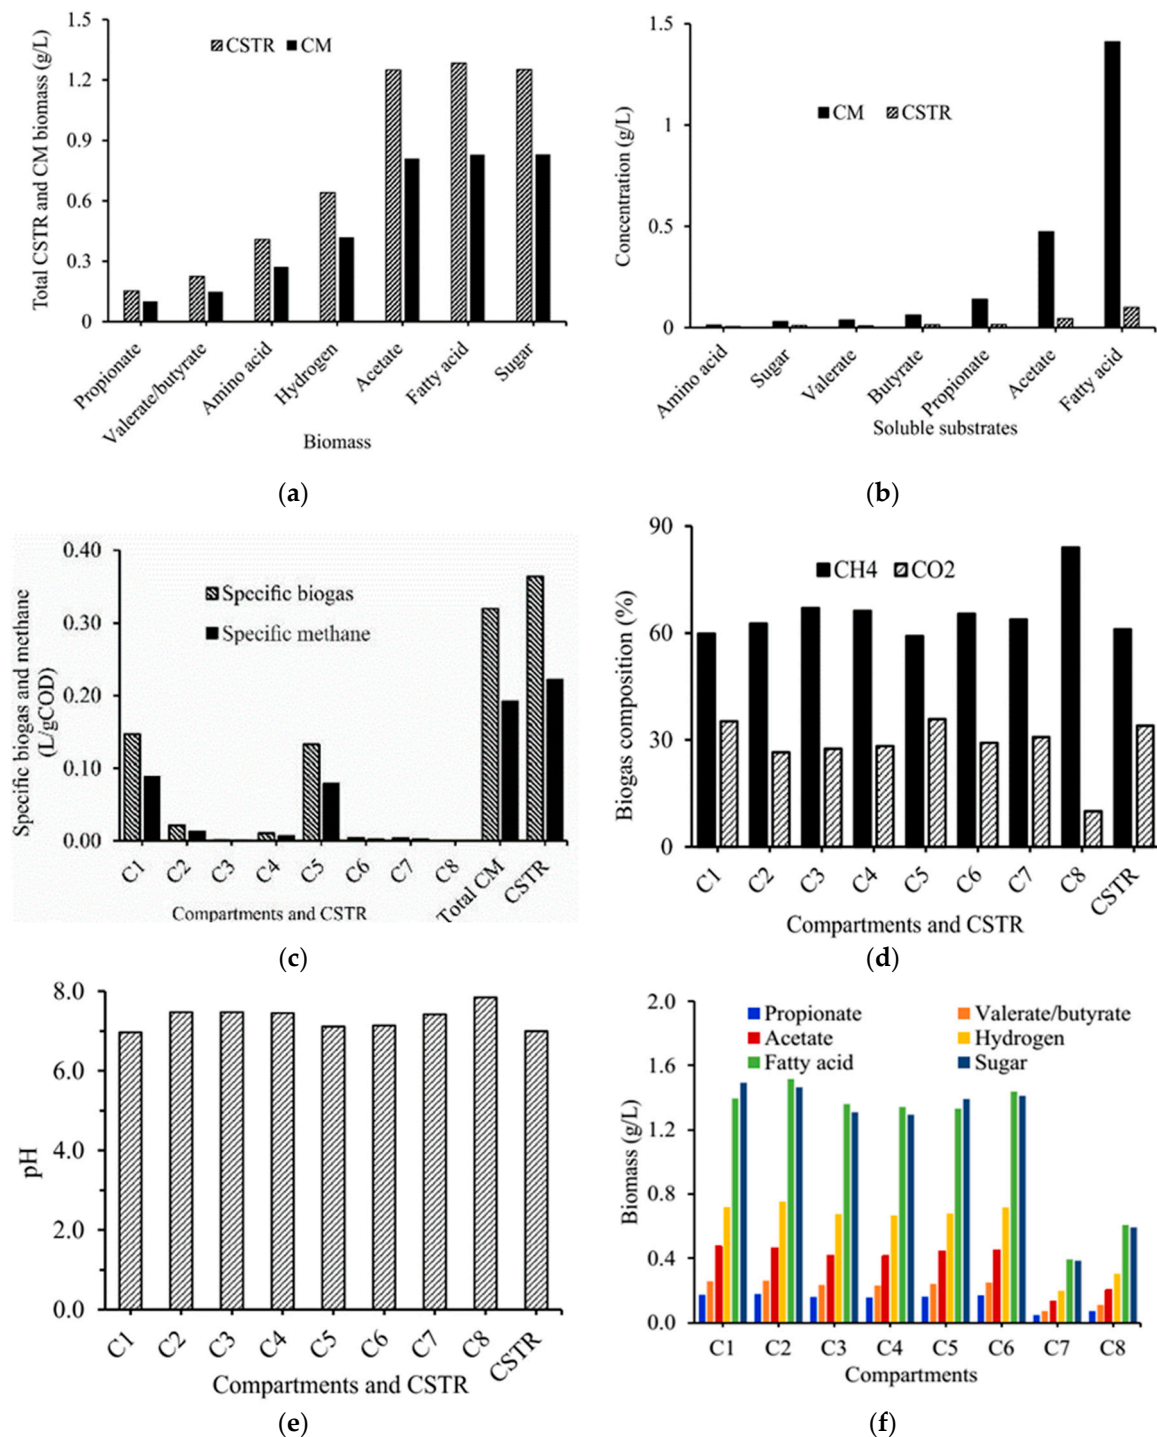 1.5
1.2
0.9
0.6
0.3
0
Total CSTR and CM biomass (g/L)
CSTR CM
Propionate
Valerate/butyrate
Amino acid
Hydrogen
Acetate
Fatty acid
Sugar
Biomass
(a)
1.5
1
0.5
0
Concentration (g/L)
CM CSTR
Amino acid
Sugar
Valerate
Butyrate
Propionate
Acetate
Fatty acid
Soluble substrates
(b)
0.40
0.30
0.20
0.10
0.00
Specific biogas and methane
(L/gCOD)
Specific biogas
Specific methane
C1
C2
C3
C4
C5
C6
C7
C8
Total CM
CSTR
Compartments and CSTR
(c)
90
60
30
0
Biogas composition (%)
CH4 CO2
C1
C2
C3
C4
C5
C6
C7
C8
CSTR
Compartments and CSTR
(d)
8.0
6.0
4.0
2.0
0.0
pH
C1
C2
C3
C4
C5
C6
C7
C8
CSTR
Compartments and CSTR
(e)
2.0
1.6
1.2
0.8
0.4
0.0
Biomass (g/L)
Propionate Valerate/butyrate
Acetate Hydrogen
Fatty acid Sugar
C1 C2 C3 C4 C5 C6 C7 C8
Compartments
(f)